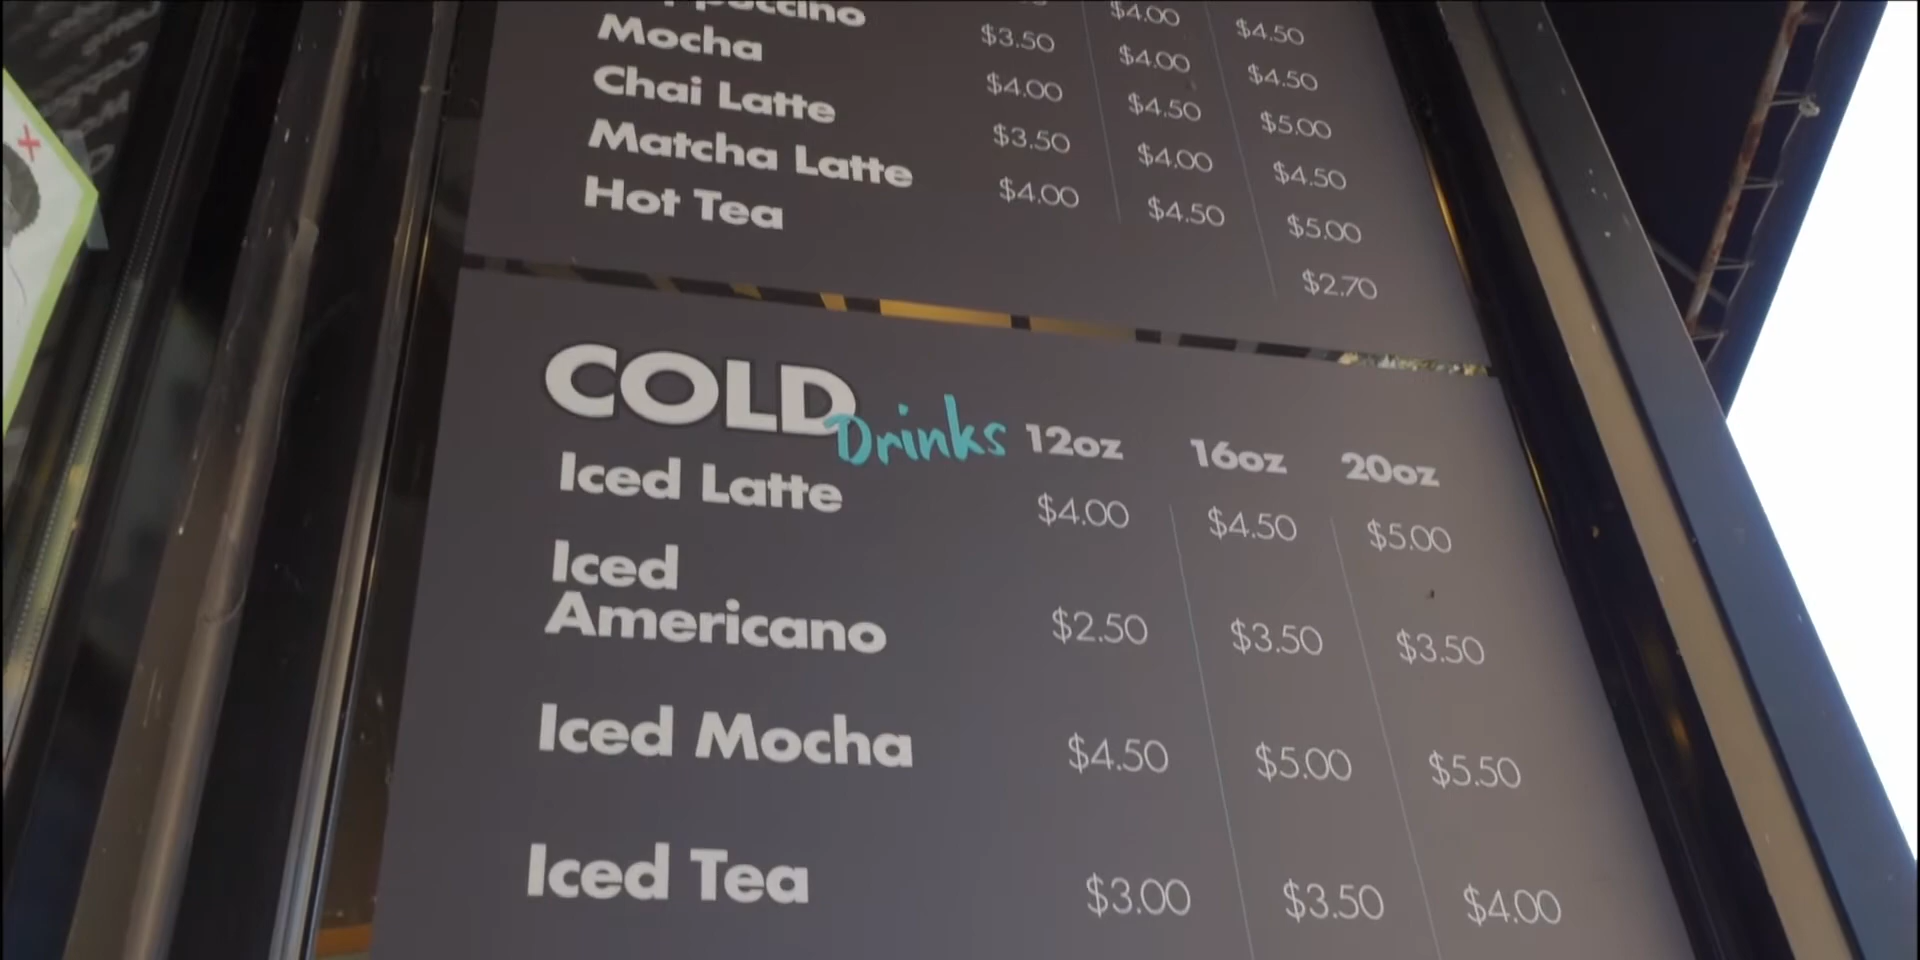 Mocha $3.50 $4.00 $4.50
Chai Latte $4.00 $4.50 $5.00
Matcha Latte $3.50 $4.00 $4.50
Hot Tea $4.00 $4.50 $5.00
$2.70
COLD Drinks 12oz 16oz 20oz
Iced Latte $4.00 $4.50 $5.00
Iced
Americano $2.50 $3.50 $3.50
Iced Mocha $4.50 $5.00 $5.50
Iced Tea $3.00 $3.50 $4.00